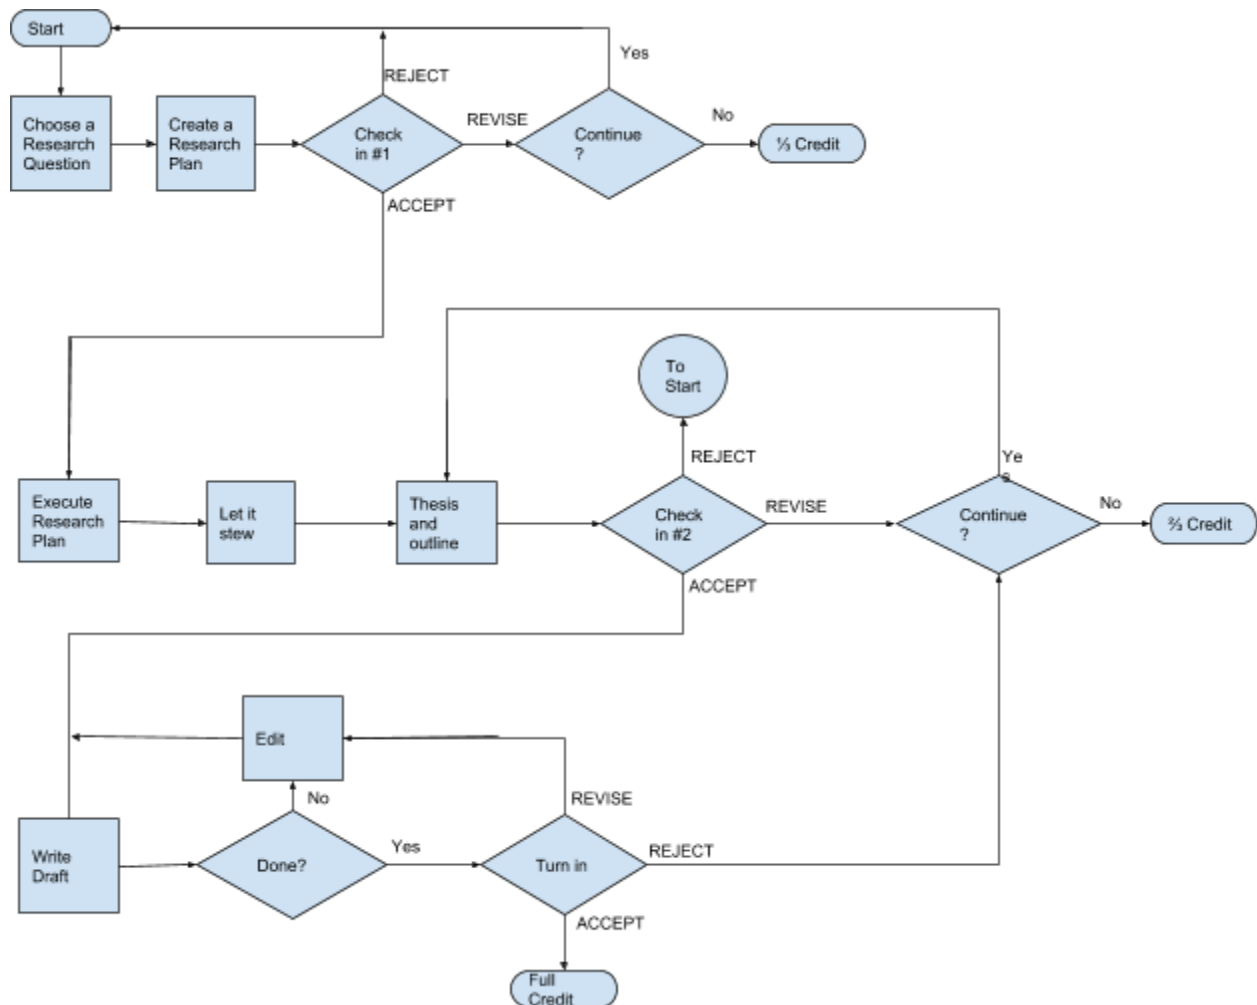 Start
Yes
REJECT
Choose a
Research
Question
Create a
Research
Plan
Check
in #1
REVISE
Continue
?
No
⅓ Credit
ACCEPT
To
Start
REJECT
Ye
s
Execute
Research
Plan
Let it
stew
Thesis
and
outline
Check
in #2
REVISE
Continue
?
No
⅔ Credit
ACCEPT
Edit
No
REVISE
Write
Draft
Done?
Yes
Turn in
REJECT
ACCEPT
Full
Credit